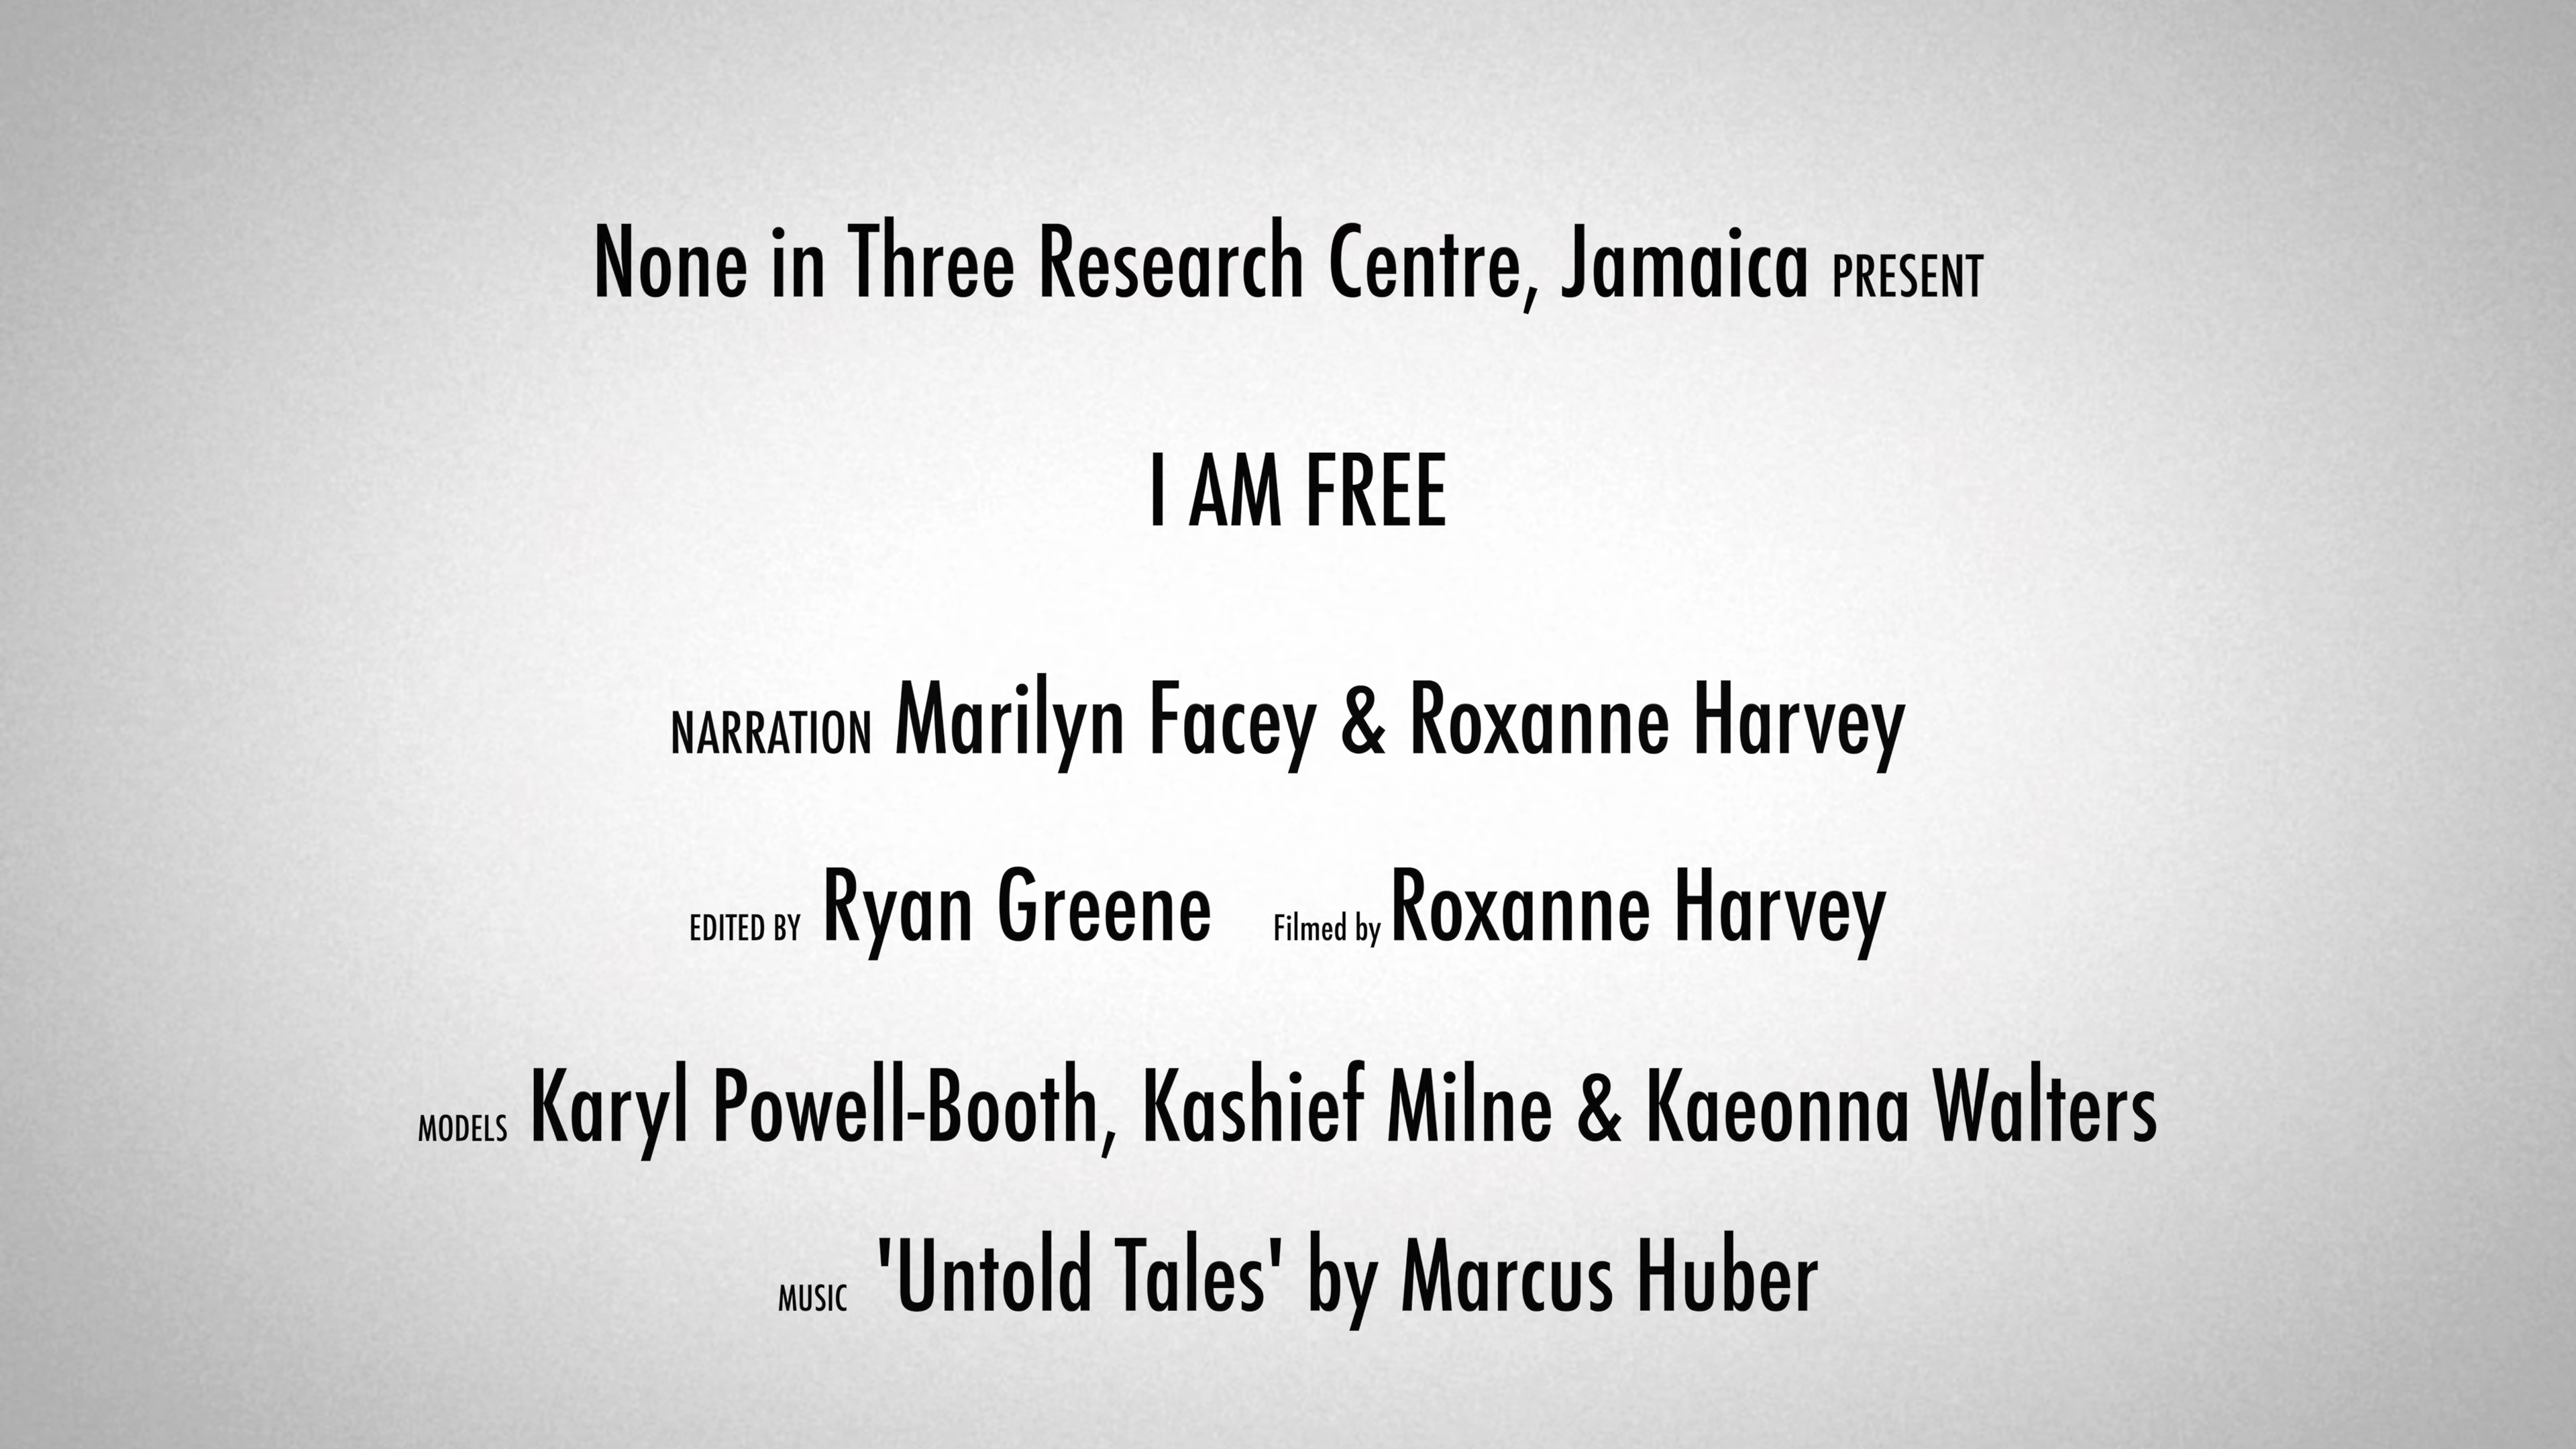 None in Three Research Centre, Jamaica PRESENT
I AM FREE
NARRATION Marilyn Facey & Roxanne Harvey
EDITED BY Ryan Greene Filmed by Roxanne Harvey
MODELS Karyl Powell-Booth, Kashief Milne & Kaeonna Walters
MUSIC 'Untold Tales' by Marcus Huber